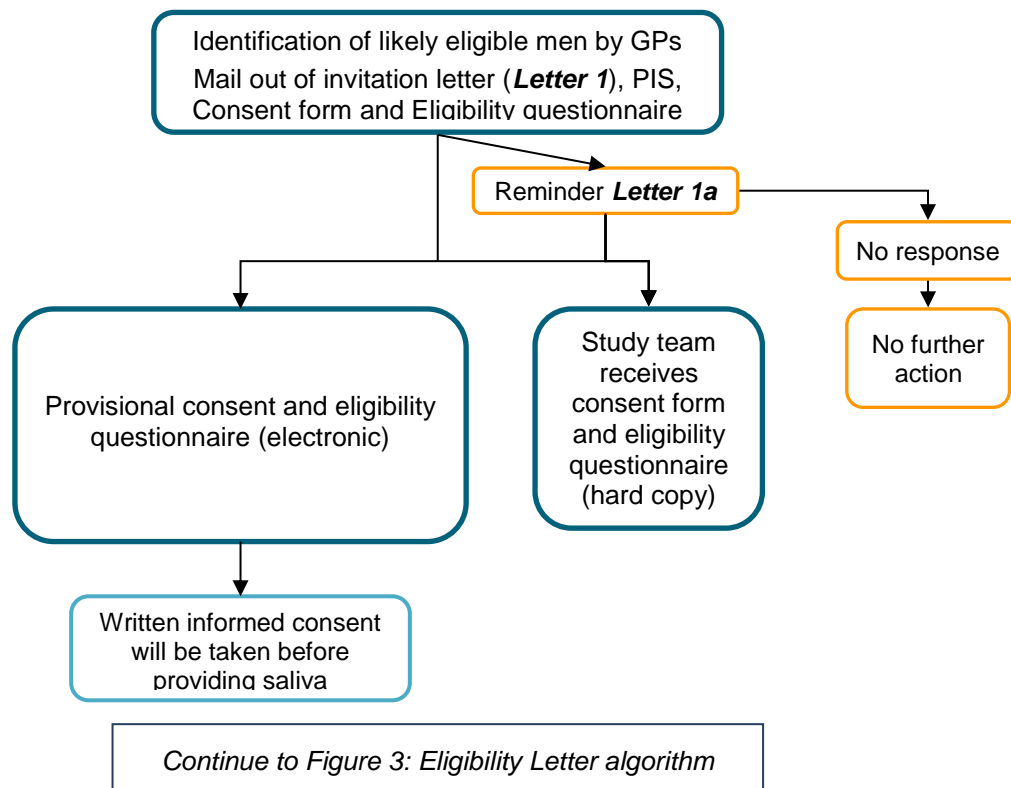 Identification of likely eligible men by GPs
Mail out of invitation letter (Letter 1), PIS,
Consent form and Eligibility questionnaire
Reminder Letter 1a
No response
No further
action
Provisional consent and eligibility
questionnaire (electronic)
Study team
receives
consent form
and eligibility
questionnaire
(hard copy)
Written informed consent
will be taken before
providing saliva
Continue to Figure 3: Eligibility Letter algorithm